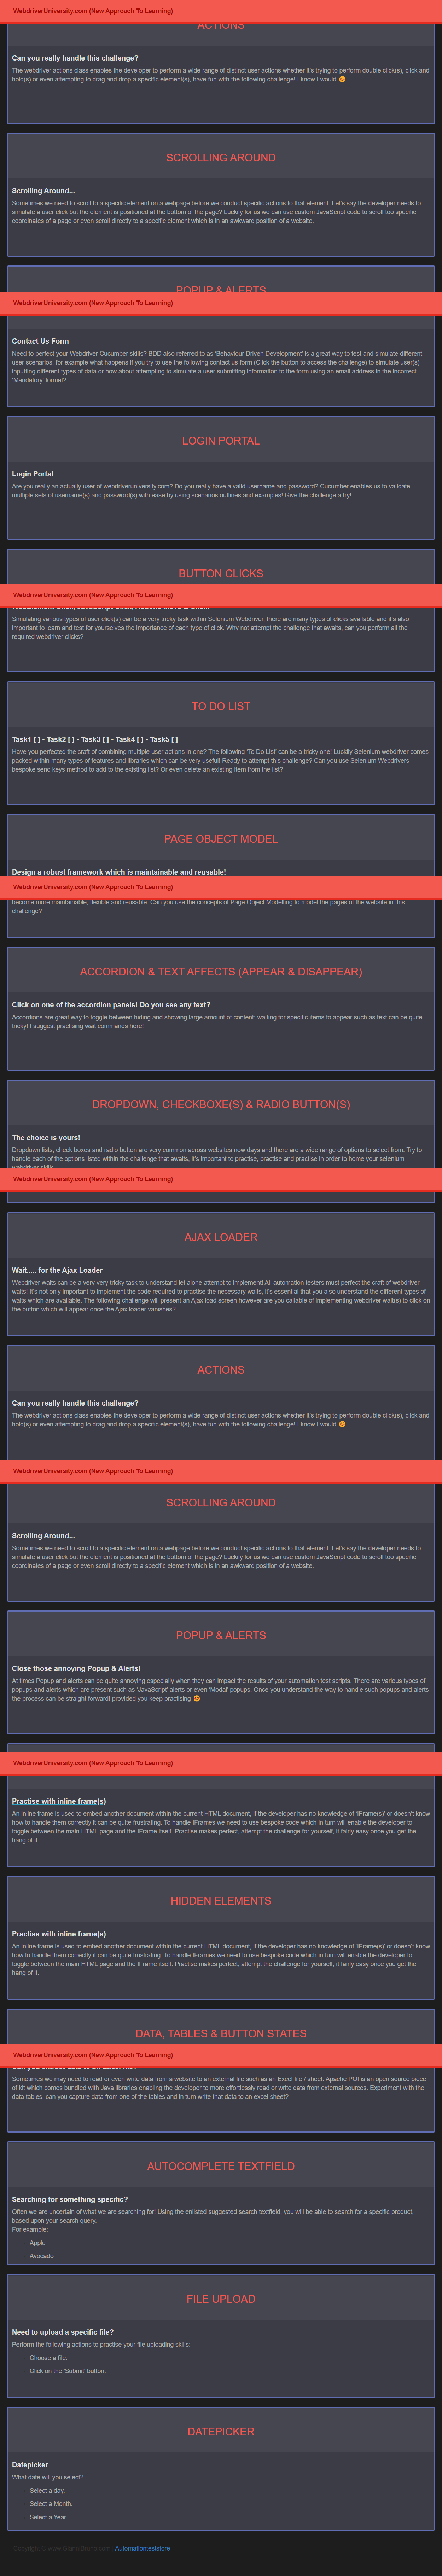 WebdriverUniversity.com (New Approach To Learning)
ACTIONS
Can you really handle this challenge?
The webdriver actions class enables the developer to perform a wide range of distinct user actions whether it's trying to perform double click(s), click and
hold(s) or even attempting to drag and drop a specific element(s), have fun with the following challenge! I know I would 😊
SCROLLING AROUND
Scrolling Around...
Sometimes we need to scroll to a specific element on a webpage before we conduct specific actions to that element. Let's say the developer needs to
simulate a user click but the element is positioned at the bottom of the page? Luckily for us we can use custom JavaScript code to scroll too specific
coordinates of a page or even scroll directly to a specific element which is in an awkward position of a website.
POPUP & ALERTS
WebdriverUniversity.com (New Approach To Learning)
Contact Us Form
Need to perfect your Webdriver Cucumber skills? BDD also referred to as 'Behaviour Driven Development' is a great way to test and simulate different
user scenarios, for example what happens if you try to use the following contact us form (Click the button to access the challenge) to simulate user(s)
inputting different types of data or how about attempting to simulate a user submitting information to the form using an email address in the incorrect
'Mandatory' format?
LOGIN PORTAL
Login Portal
Are you really an actually user of webdriveruniversity.com? Do you really have a valid username and password? Cucumber enables us to validate
multiple sets of username(s) and password(s) with ease by using scenarios outlines and examples! Give the challenge a try!
BUTTON CLICKS
WebdriverUniversity.com (New Approach To Learning)
Simulating various types of user click(s) can be a very tricky task within Selenium Webdriver, there are many types of clicks available and it's also
important to learn and test for yourselves the importance of each type of click. Why not attempt the challenge that awaits, can you perform all the
required webdriver clicks?
TO DO LIST
Task1 [ ] - Task2 [ ] - Task3 [ ] - Task4 [ ] - Task5 [ ]
Have you perfected the craft of combining multiple user actions in one? The following 'To Do List' can be a tricky one! Luckily Selenium webdriver comes
packed within many types of features and libraries which can be very useful! Ready to attempt this challenge? Can you use Selenium Webdrivers
bespoke send keys method to add to the existing list? Or even delete an existing item from the list?
PAGE OBJECT MODEL
Design a robust framework which is maintainable and reusable!
WebdriverUniversity.com (New Approach To Learning)
become more maintainable, flexible and reusable. Can you use the concepts of Page Object Modelling to model the pages of the website in this
challenge?
ACCORDION & TEXT AFFECTS (APPEAR & DISAPPEAR)
Click on one of the accordion panels! Do you see any text?
Accordions are great way to toggle between hiding and showing large amount of content; waiting for specific items to appear such as text can be quite
tricky! I suggest practising wait commands here!
DROPDOWN, CHECKBOXE(S) & RADIO BUTTON(S)
The choice is yours!
Dropdown lists, check boxes and radio button are very common across websites now days and there are a wide range of options to select from. Try to
handle each of the options listed within the challenge that awaits, it's important to practise, practise and practise in order to home your selenium
webdriver skills.
WebdriverUniversity.com (New Approach To Learning)
AJAX LOADER
Wait..... for the Ajax Loader
Webdriver waits can be a very very tricky task to understand let alone attempt to implement! All automation testers must perfect the craft of webdriver
waits! It's not only important to implement the code required to practise the necessary waits, it's essential that you also understand the different types of
waits which are available. The following challenge will present an Ajax load screen however are you callable of implementing webdriver wait(s) to click on
the button which will appear once the Ajax loader vanishes?
ACTIONS
Can you really handle this challenge?
The webdriver actions class enables the developer to perform a wide range of distinct user actions whether it's trying to perform double click(s), click and
hold(s) or even attempting to drag and drop a specific element(s), have fun with the following challenge! I know I would 😊
WebdriverUniversity.com (New Approach To Learning)
SCROLLING AROUND
Scrolling Around...
Sometimes we need to scroll to a specific element on a webpage before we conduct specific actions to that element. Let's say the developer needs to
simulate a user click but the element is positioned at the bottom of the page? Luckily for us we can use custom JavaScript code to scroll too specific
coordinates of a page or even scroll directly to a specific element which is in an awkward position of a website.
POPUP & ALERTS
Close those annoying Popup & Alerts!
At times Popup and alerts can be quite annoying especially when they can impact the results of your automation test scripts. There are various types of
popups and alerts which are present such as 'JavaScript' alerts or even 'Modal' popups. Once you understand the way to handle such popups and alerts
the process can be straight forward! provided you keep practising 😊
WebdriverUniversity.com (New Approach To Learning)
Practise with inline frame(s)
An inline frame is used to embed another document within the current HTML document, if the developer has no knowledge of 'IFrame(s)' or doesn't know
how to handle them correctly it can be quite frustrating. To handle IFrames we need to use bespoke code which in turn will enable the developer to
toggle between the main HTML page and the IFrame itself. Practise makes perfect, attempt the challenge for yourself, it fairly easy once you get the
hang of it.
HIDDEN ELEMENTS
Practise with inline frame(s)
An inline frame is used to embed another document within the current HTML document, if the developer has no knowledge of 'IFrame(s)' or doesn't know
how to handle them correctly it can be quite frustrating. To handle IFrames we need to use bespoke code which in turn will enable the developer to
toggle between the main HTML page and the IFrame itself. Practise makes perfect, attempt the challenge for yourself, it fairly easy once you get the
hang of it.
DATA, TABLES & BUTTON STATES
WebdriverUniversity.com (New Approach To Learning)
Sometimes we may need to read or even write data from a website to an external file such as an Excel file / sheet. Apache POI is an open source piece
of kit which comes bundled with Java libraries enabling the developer to more effortlessly read or write data from external sources. Experiment with the
data tables, can you capture data from one of the tables and in turn write that data to an excel sheet?
AUTOCOMPLETE TEXTFIELD
Searching for something specific?
Often we are uncertain of what we are searching for! Using the enlisted suggested search textfield, you will be able to search for a specific product,
based upon your search query.
For example:
Apple
Avocado
FILE UPLOAD
Need to upload a specific file?
Perform the following actions to practise your file uploading skills:
Choose a file.
Click on the 'Submit' button.
DATEPICKER
Datepicker
What date will you select?
Select a day.
Select a Month.
Select a Year.
Automationteststore